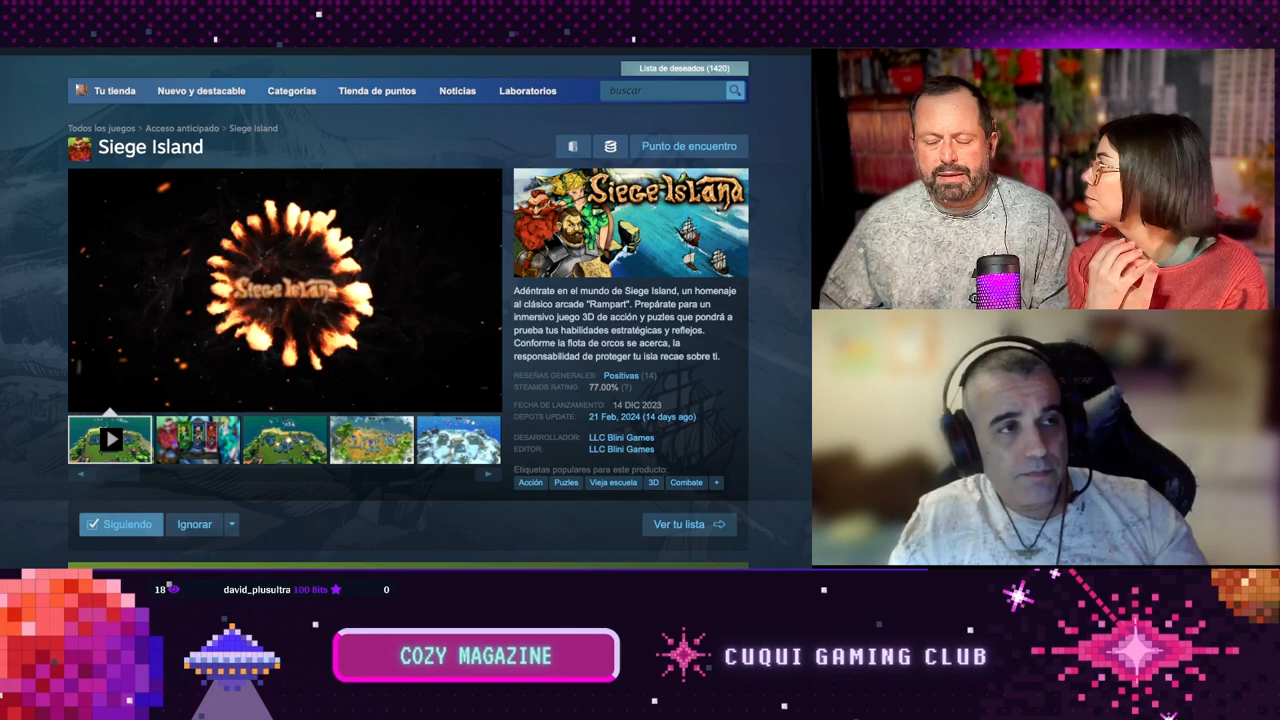 Lista de deseados (1420)
Tu tienda Nuevo y destacable Categorías Tienda de puntos Noticias Laboratorios buscar
Todos los juegos > Acceso anticipado > Siege Island
Siege Island
Punto de encuentro
Siege Island
Siege Island
Adéntrate en el mundo de Siege Island, un homenaje
al clásico arcade "Rampart". Prepárate para un
inmersivo juego 3D de acción y puzles que pondrá a
prueba tus habilidades estratégicas y reflejos.
Conforme la flota de orcos se acerca, la
responsabilidad de proteger tu isla recae sobre ti.
RESEÑAS GENERALES: Positivas (14)
STEAMDB RATING: 77.00% (?)
FECHA DE LANZAMIENTO: 14 DIC 2023
DEPOTS UPDATE: 21 Feb, 2024 (14 days ago)
DESARROLLADOR: LLC Blini Games
EDITOR: LLC Blini Games
Etiquetas populares para este producto:
Acción Puzles Vieja escuela 3D Combate +
Siguiendo Ignorar Ver tu lista
18 david_plusultra 100 Bits 0
COZY MAGAZINE
CUQUI GAMING CLUB